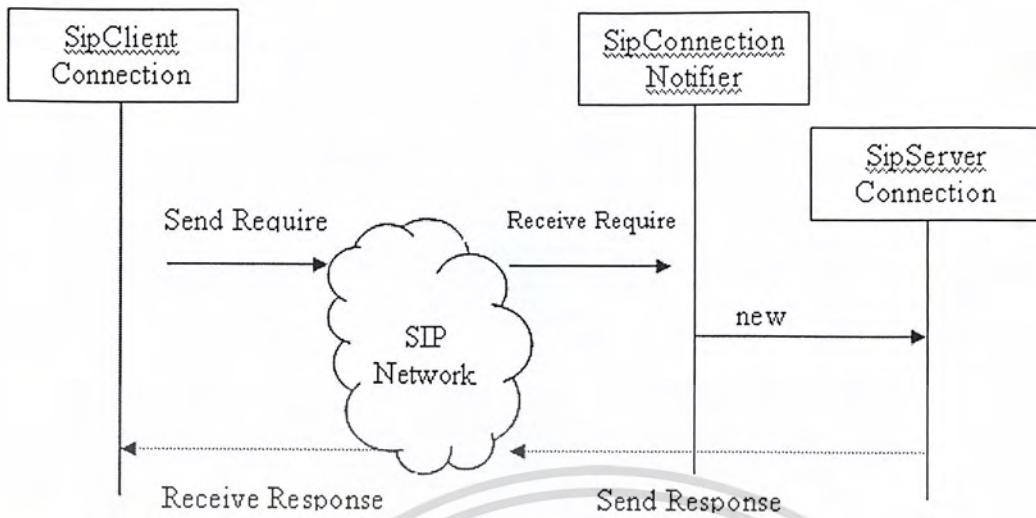 SipClient
Connection
SipConnection
Notifier
SipServer
Connection
Send Require
Receive Require
new
SIP
Network
Receive Response
Send Response